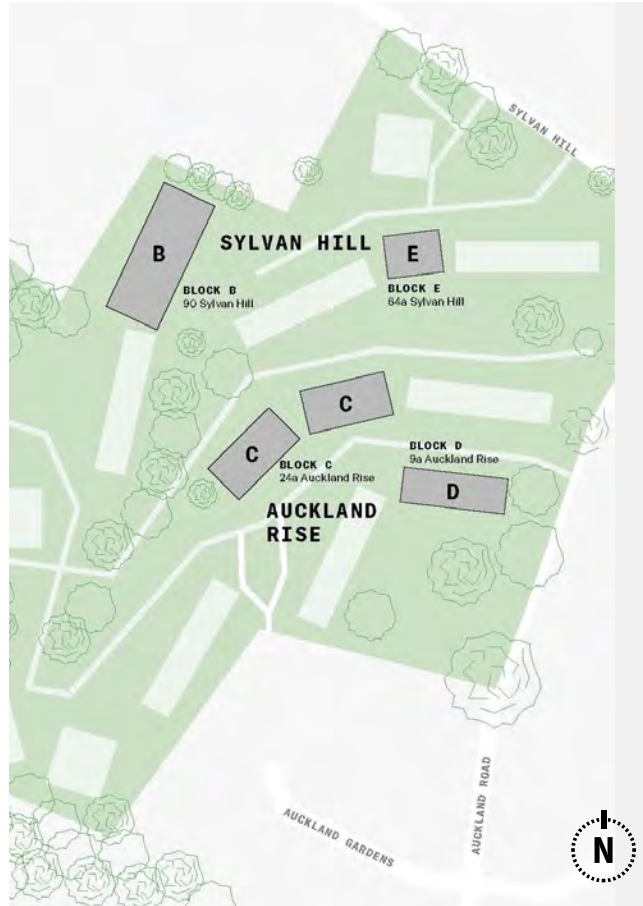 SYLVAN HILL
B
SYLVAN HILL
E
BLOCK B
90 Sylvan Hill
BLOCK E
64a Sylvan Hill
C
C
BLOCK C
24a Auckland Rise
BLOCK D
9a Auckland Rise
D
AUCKLAND
RISE
AUCKLAND ROAD
AUCKLAND GARDENS
N